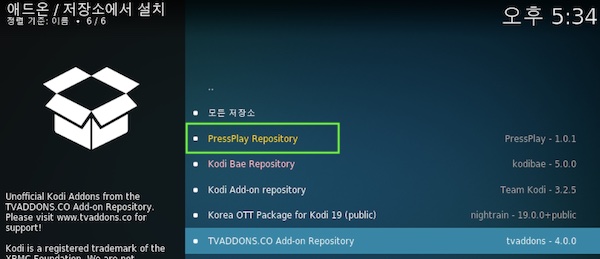 애드온 / 저장소에서 설치
정렬 기준: 이름 • 6 / 6
오후 5:34
..
모든 저장소
PressPlay Repository PressPlay - 1.0.1
Kodi Bae Repository kodibae - 5.0.0
Kodi Add-on repository Team Kodi - 3.2.5
Korea OTT Package for Kodi 19 (public) nightrain - 19.0.0+public
TVADDONS.CO Add-on Repository tvaddons - 4.0.0
Unofficial Kodi Addons from the
TVADDONS.CO Add-on Repository.
Please visit www.tvaddons.co for
support!
Kodi is a registered trademark of the
XBMC Foundation. We are not